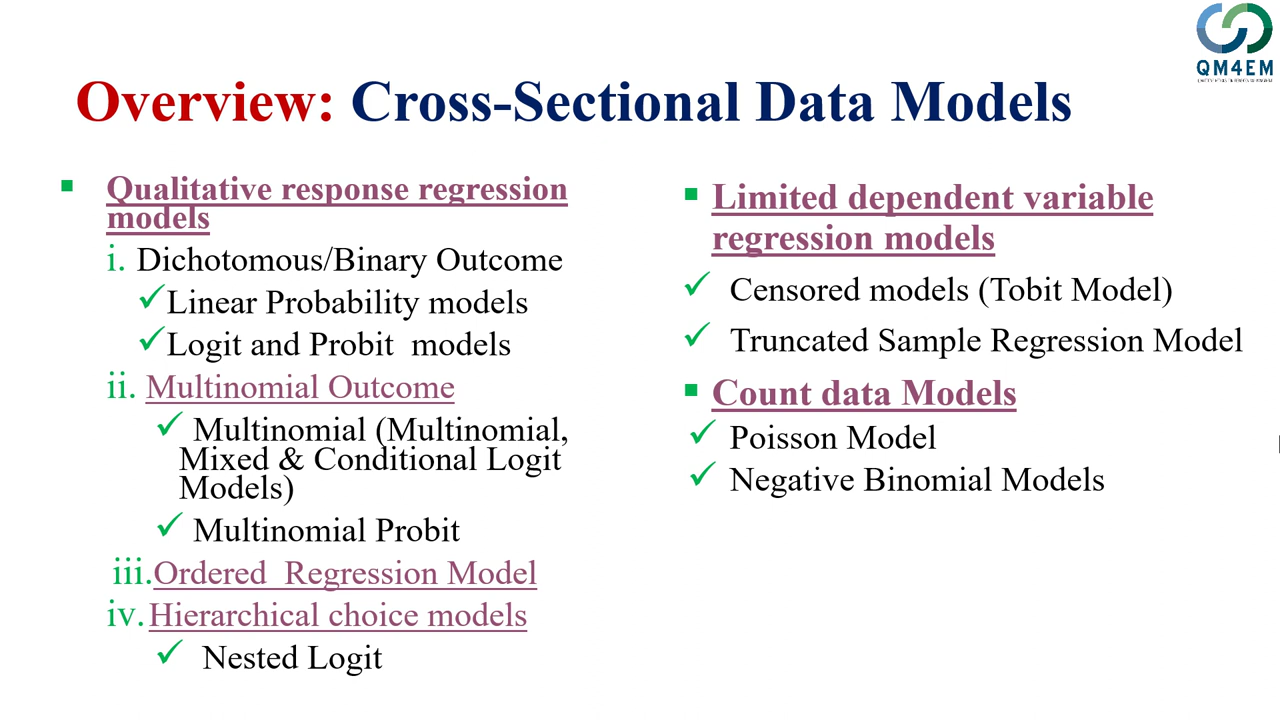 QM4EM
Overview: Cross-Sectional Data Models
Qualitative response regression
models
i. Dichotomous/Binary Outcome
Linear Probability models
Logit and Probit models
ii. Multinomial Outcome
Multinomial (Multinomial,
Mixed & Conditional Logit
Models)
Multinomial Probit
iii. Ordered Regression Model
iv. Hierarchical choice models
Nested Logit
Limited dependent variable
regression models
Censored models (Tobit Model)
Truncated Sample Regression Model
Count data Models
Poisson Model
Negative Binomial Models